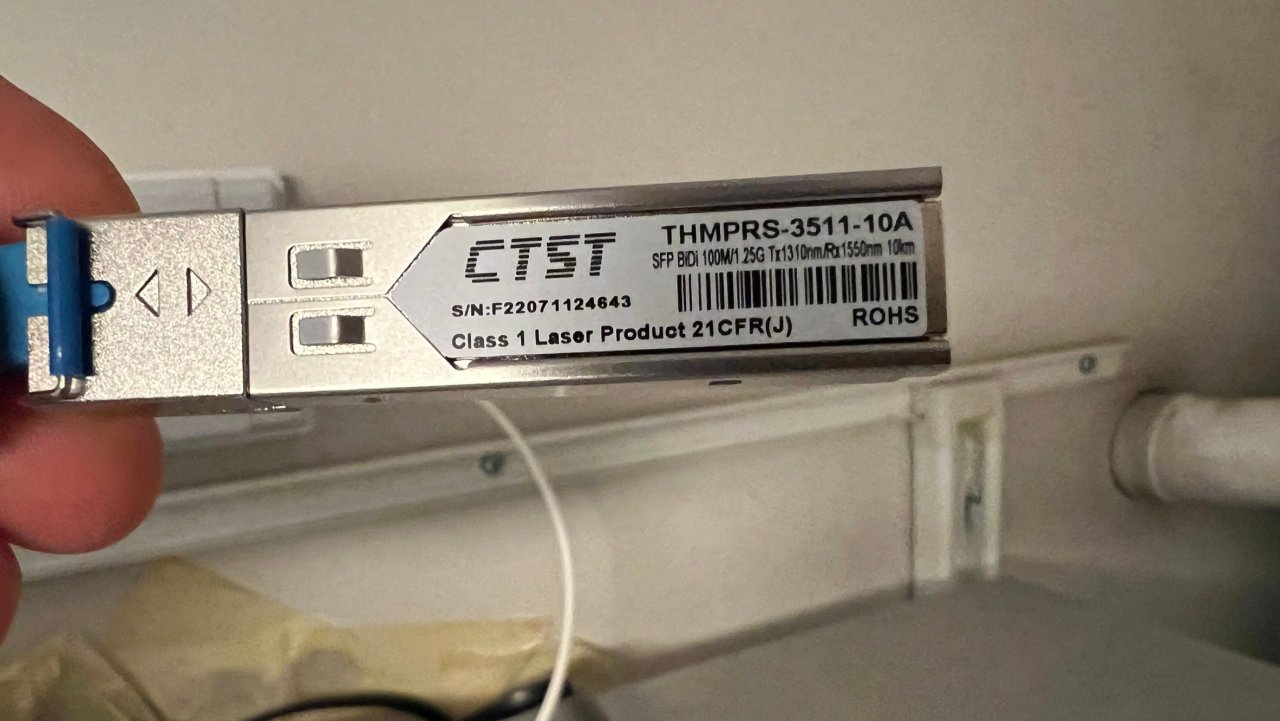 CTST
THMPRS-3511-10A
SFP BiDi 100M/1.25G Tx1310nm/Rx1550nm 10km
S/N:F22071124643
Class 1 Laser Product 21CFR(J)
ROHS